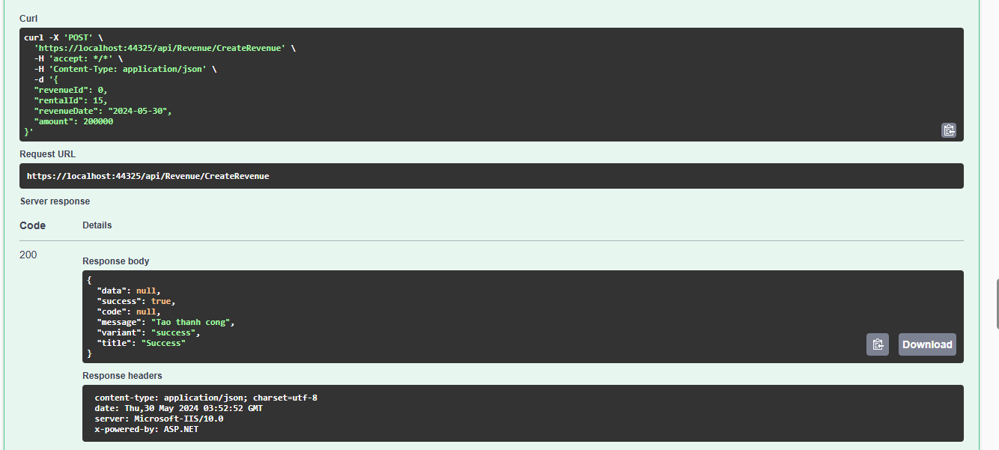 Curl
curl -X 'POST' \
'https://localhost:44325/api/Revenue/CreateRevenue' \
-H 'accept: */*' \
-H 'Content-Type: application/json' \
-d '{
"revenueId": 0,
"rentalId": 15,
"revenueDate": "2024-05-30",
"amount": 200000
}'
Request URL
https://localhost:44325/api/Revenue/CreateRevenue
Server response
Code Details
200
Response body
{
"data": null,
"success": true,
"code": null,
"message": "Tao thanh cong",
"variant": "success",
"title": "Success"
}
Download
Response headers
content-type: application/json; charset=utf-8
date: Thu,30 May 2024 03:52:52 GMT
server: Microsoft-IIS/10.0
x-powered-by: ASP.NET